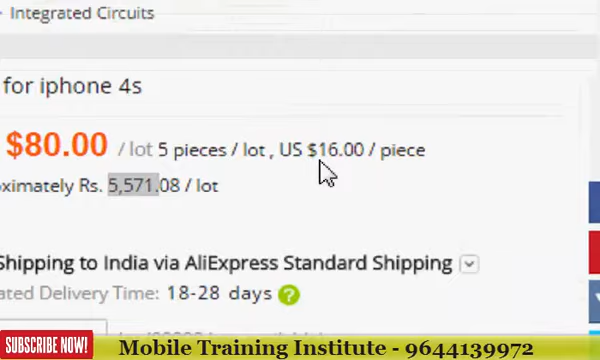 Integrated Circuits
for iphone 4s
$80.00 / lot 5 pieces / lot , US $16.00 / piece
oximately Rs. 5,571.08 / lot
Shipping to India via AliExpress Standard Shipping
ated Delivery Time: 18-28 days ?
SUBSCRIBE NOW! Mobile Training Institute - 9644139972